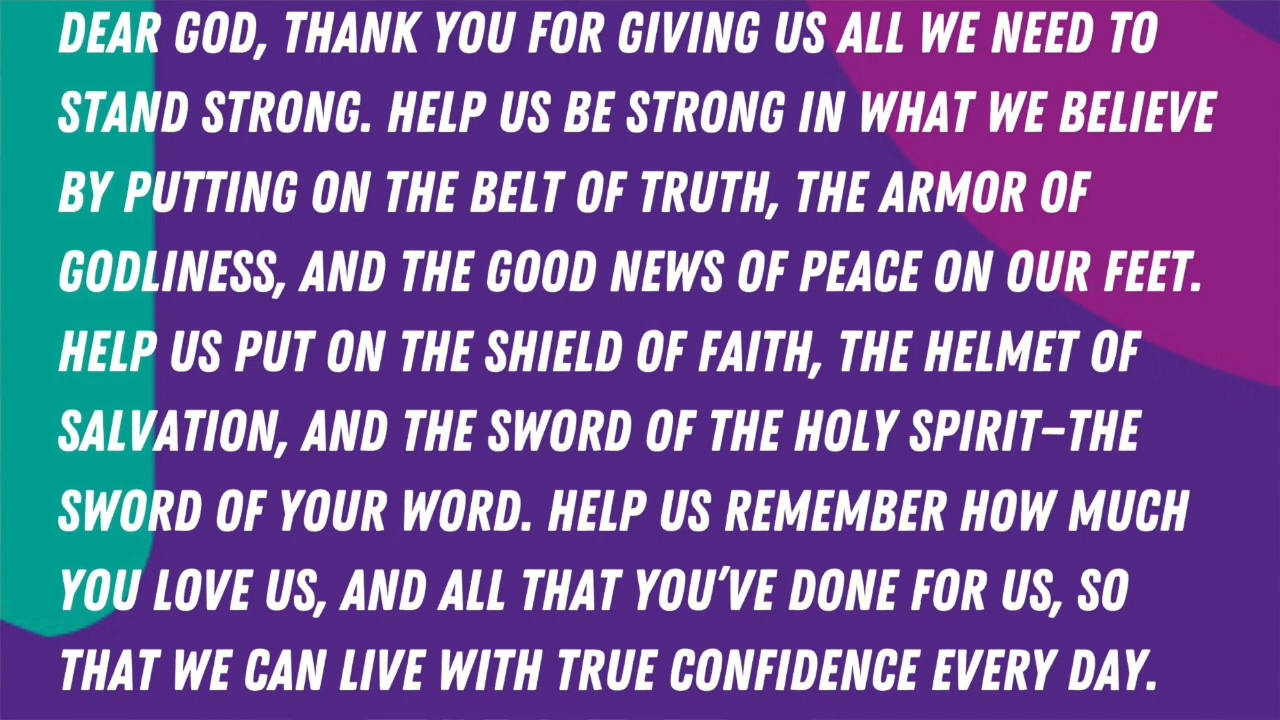 DEAR GOD, THANK YOU FOR GIVING US ALL WE NEED TO
STAND STRONG. HELP US BE STRONG IN WHAT WE BELIEVE
BY PUTTING ON THE BELT OF TRUTH, THE ARMOR OF
GODLINESS, AND THE GOOD NEWS OF PEACE ON OUR FEET.
HELP US PUT ON THE SHIELD OF FAITH, THE HELMET OF
SALVATION, AND THE SWORD OF THE HOLY SPIRIT–THE
SWORD OF YOUR WORD. HELP US REMEMBER HOW MUCH
YOU LOVE US, AND ALL THAT YOU'VE DONE FOR US, SO
THAT WE CAN LIVE WITH TRUE CONFIDENCE EVERY DAY.